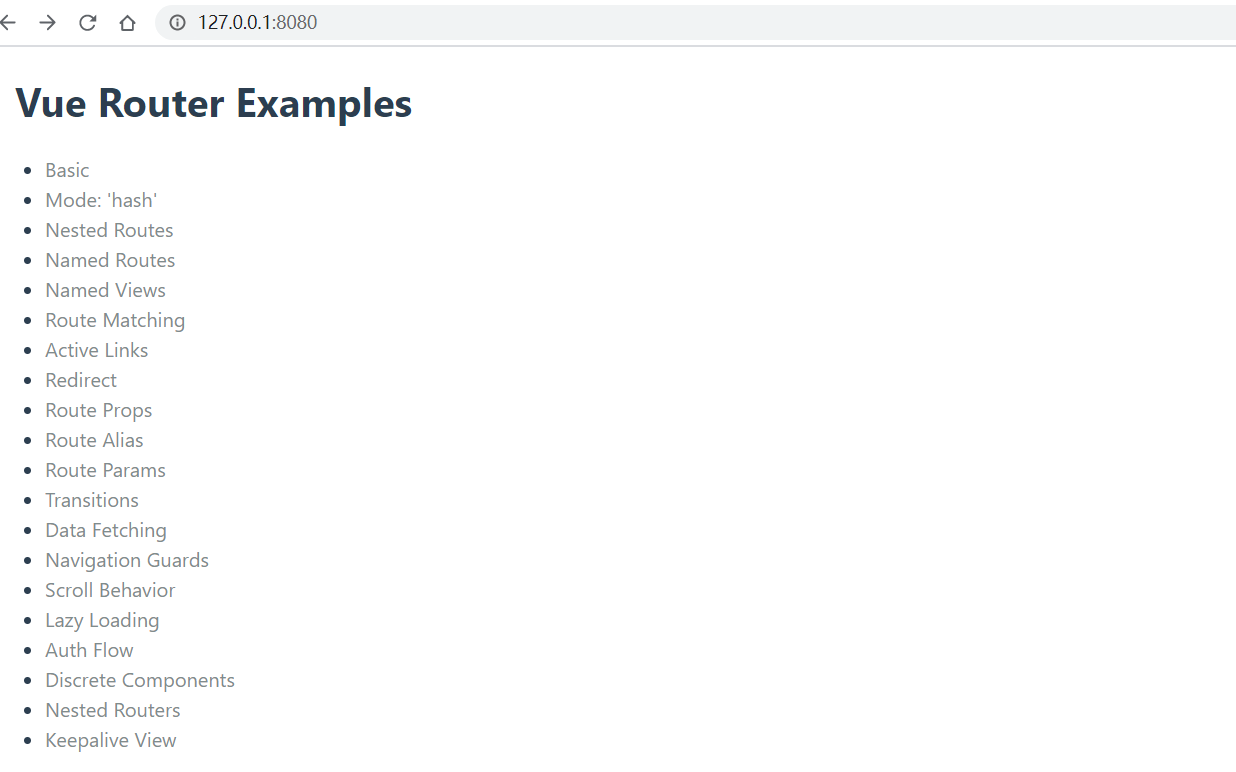 127.0.0.1:8080
Vue Router Examples
Basic
Mode: 'hash'
Nested Routes
Named Routes
Named Views
Route Matching
Active Links
Redirect
Route Props
Route Alias
Route Params
Transitions
Data Fetching
Navigation Guards
Scroll Behavior
Lazy Loading
Auth Flow
Discrete Components
Nested Routers
Keepalive View